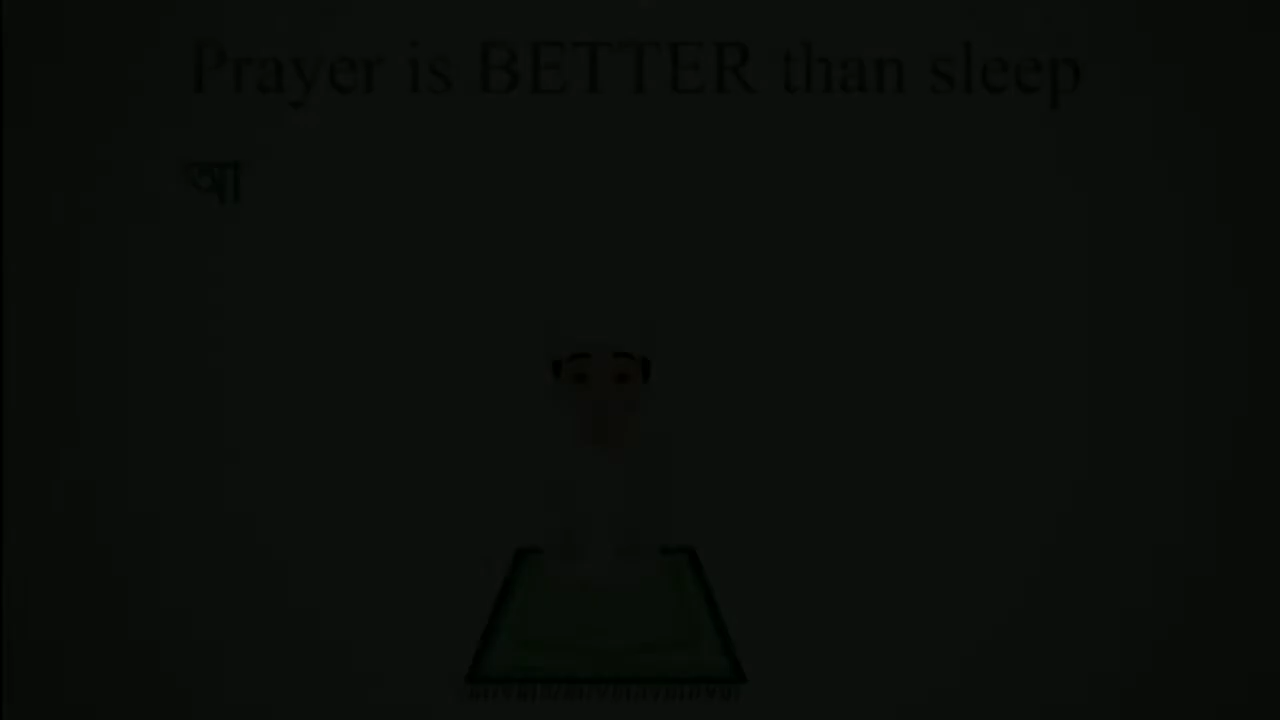 Prayer is BETTER than sleep
আ